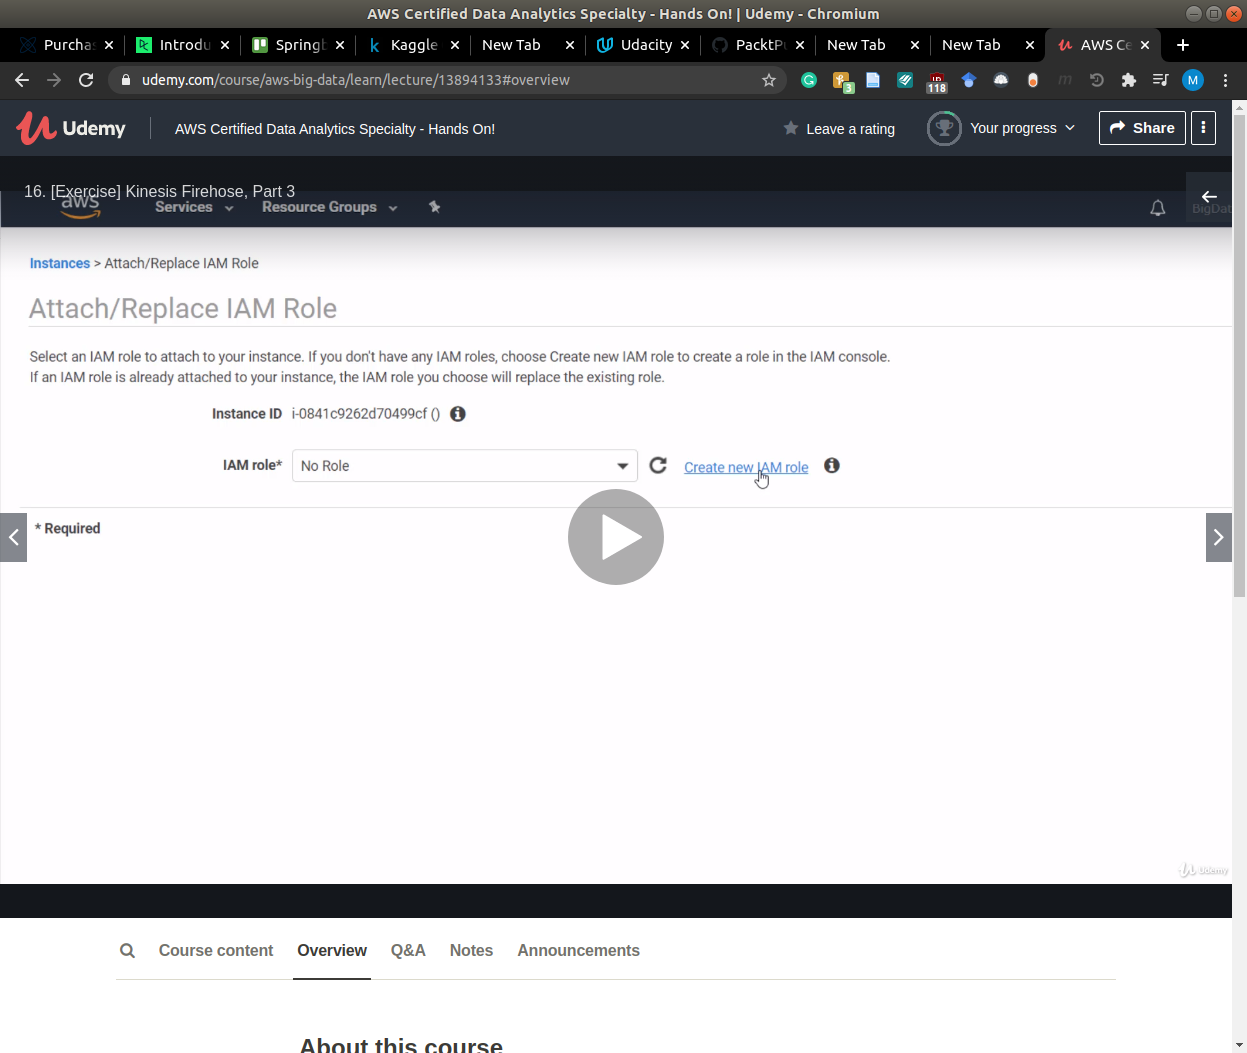 AWS Certified Data Analytics Specialty - Hands On! | Udemy - Chromium
Purcha
Introdu
Springb
Kaggle
New Tab
Udacity
PacktPu
New Tab
New Tab
AWS Ce
udemy.com/course/aws-big-data/learn/lecture/13894133#overview
3
118
M
Udemy
AWS Certified Data Analytics Specialty - Hands On!
Leave a rating
Your progress
Share
16. [Exercise] Kinesis Firehose, Part 3
aws
Services
Resource Groups
BigDat
Instances > Attach/Replace IAM Role
Attach/Replace IAM Role
Select an IAM role to attach to your instance. If you don't have any IAM roles, choose Create new IAM role to create a role in the IAM console.
If an IAM role is already attached to your instance, the IAM role you choose will replace the existing role.
Instance ID i-0841c9262d70499cf ()
IAM role* No Role Create new IAM role
* Required
Udemy
Course content
Overview
Q&A
Notes
Announcements
About this course